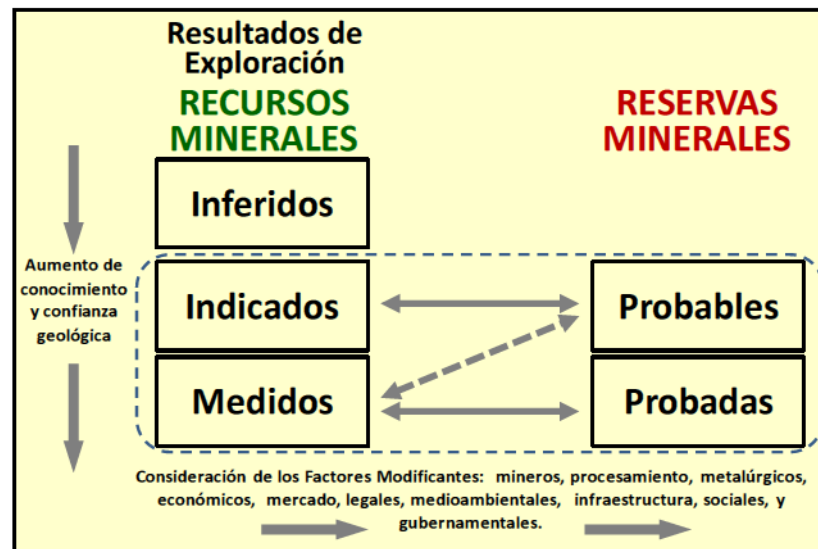 Resultados de
Exploración
RECURSOS
MINERALES
RESERVAS
MINERALES
Inferidos
Aumento de
conocimiento
y confianza
geológica
Indicados
Probables
Medidos
Probadas
Consideración de los Factores Modificantes: mineros, procesamiento, metalúrgicos,
económicos, mercado, legales, medioambientales, infraestructura, sociales, y
gubernamentales.